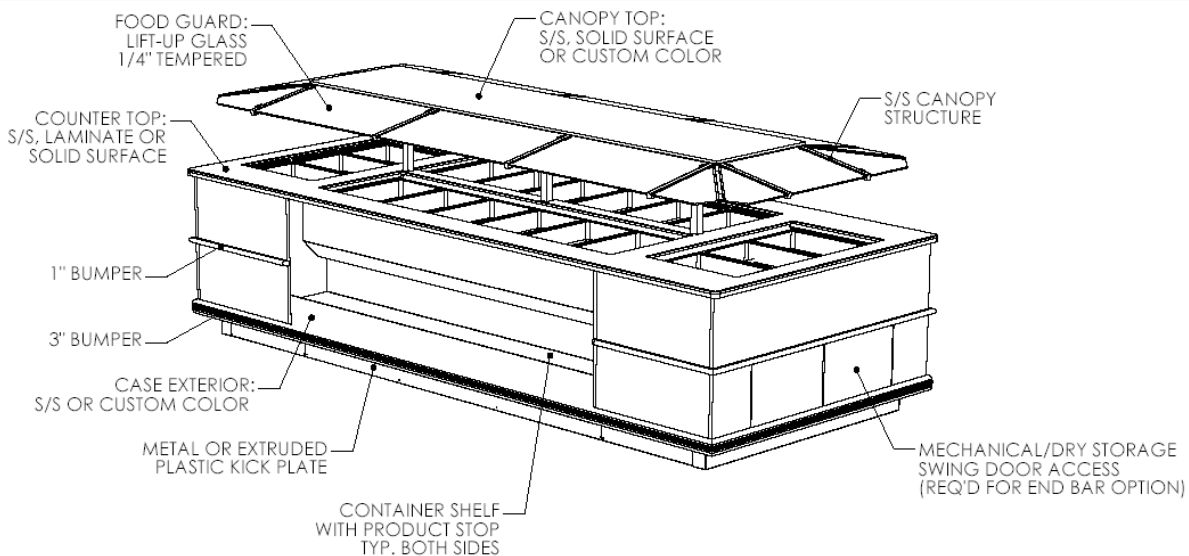 FOOD GUARD:
LIFT-UP GLASS
1/4" TEMPERED
CANOPY TOP:
S/S, SOLID SURFACE
OR CUSTOM COLOR
S/S CANOPY
STRUCTURE
COUNTER TOP:
S/S, LAMINATE OR
SOLID SURFACE
1" BUMPER
3" BUMPER
CASE EXTERIOR:
S/S OR CUSTOM COLOR
METAL OR EXTRUDED
PLASTIC KICK PLATE
CONTAINER SHELF
WITH PRODUCT STOP
TYP. BOTH SIDES
MECHANICAL/DRY STORAGE
SWING DOOR ACCESS
(REQ'D FOR END BAR OPTION)